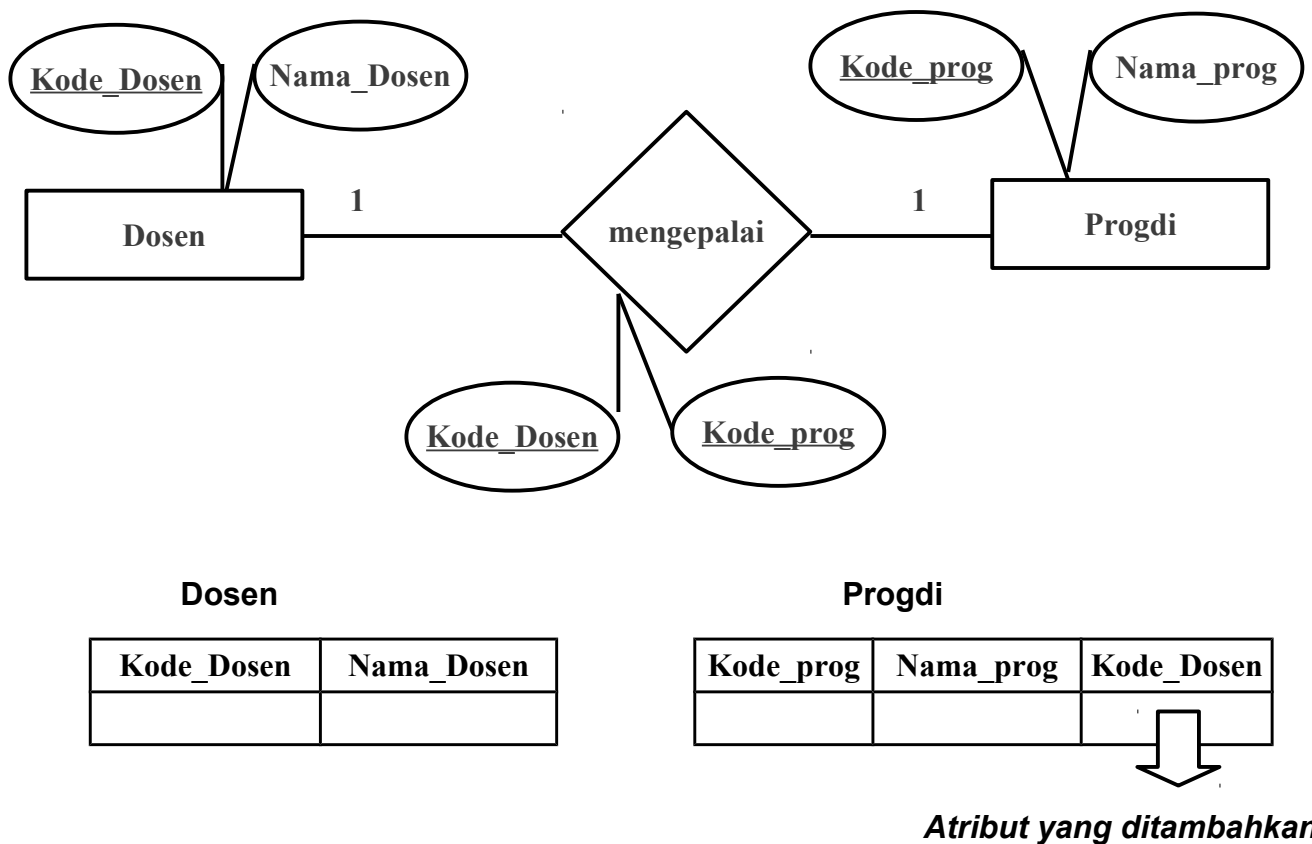 Kode_Dosen
Nama_Dosen
Kode_prog
Nama_prog
1
1
Dosen
mengepalai
Progdi
Kode_Dosen
Kode_prog
Dosen
Progdi
Kode_Dosen Nama_Dosen
Kode_prog Nama_prog Kode_Dosen
Atribut yang ditambahkan